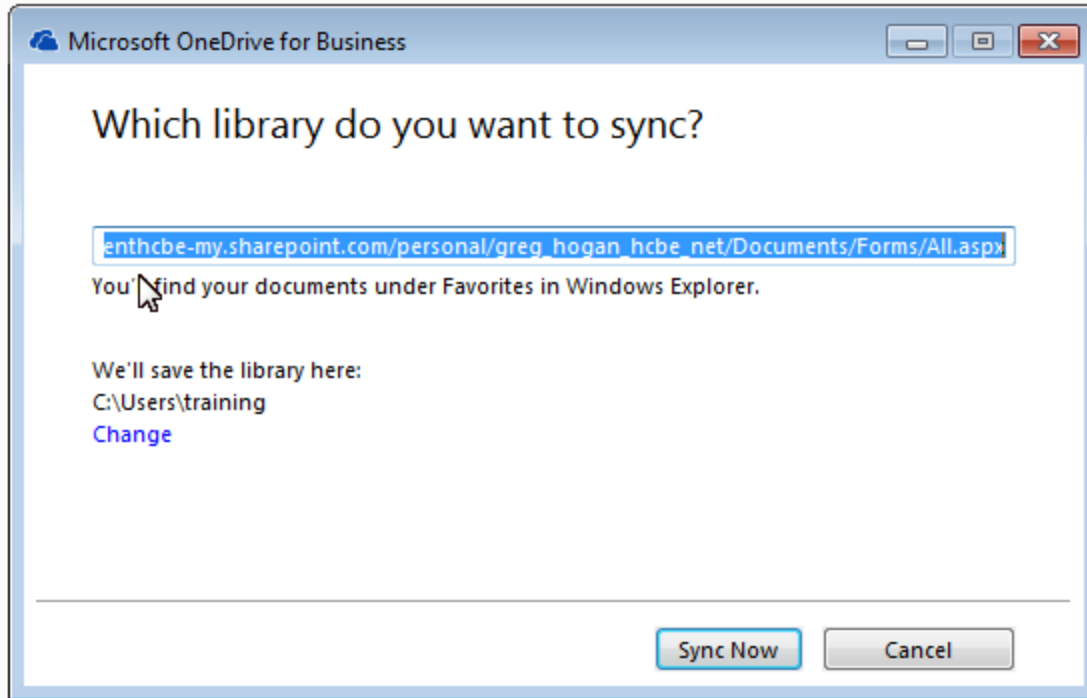 Microsoft OneDrive for Business
Which library do you want to sync?
enthcbe-my.sharepoint.com/personal/greg_hogan_hcbe_net/Documents/Forms/All.aspx
find your documents under Favorites in Windows Explorer.
We'll save the library here:
C:\Users\training
Change
Sync Now
Cancel